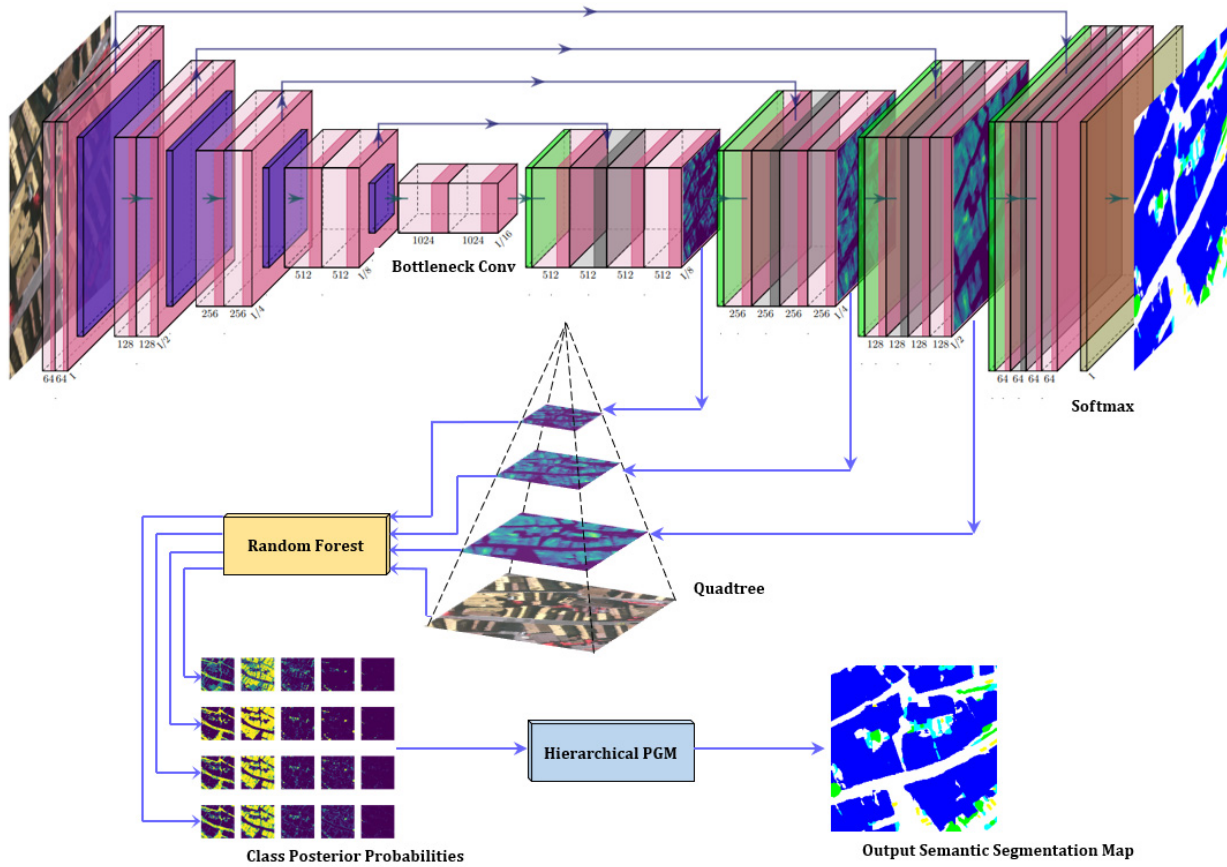 64 64 1
128 128 1/2
256 256 1/4
512 512 1/8
1024 1024 1/16
Bottleneck Conv
512 512 512 512 1/8
256 256 256 256 1/4
128 128 128 128 1/2
64 64 64 64
1
Softmax
Random Forest
Quadtree
Hierarchical PGM
Class Posterior Probabilities
Output Semantic Segmentation Map